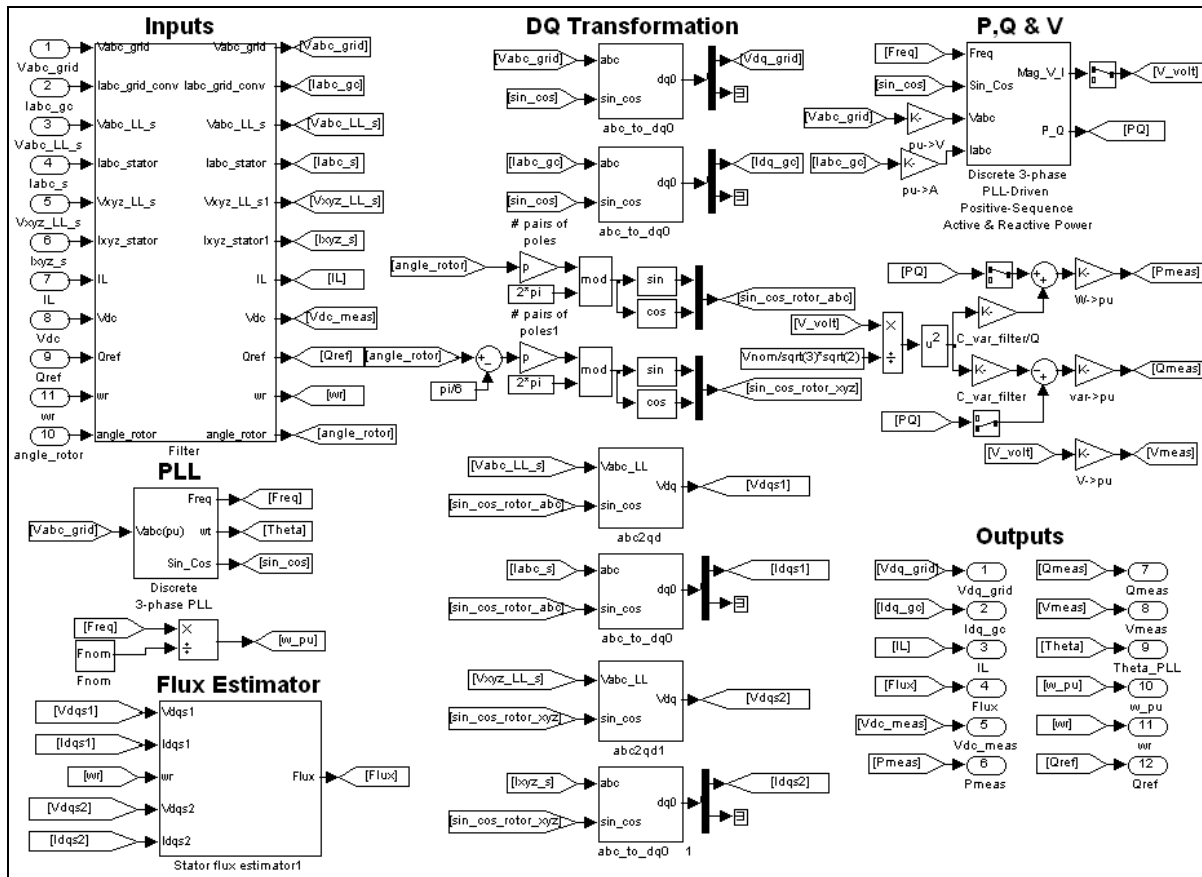 Inputs
1
Vabc_grid
Vabc_grid
Vabc_grid
[Vabc_grid]
2
Iabc_gc
Iabc_grid_conv
Iabc_grid_conv
[Iabc_gc]
3
Vabc_LL_s
Vabc_LL_s
Vabc_LL_s
[Vabc_LL_s]
4
Iabc_s
Iabc_stator
Iabc_stator
[Iabc_s]
5
Vxyz_LL_s
Vxyz_LL_s
Vxyz_LL_s1
[Vxyz_LL_s]
6
Ixyz_s
Ixyz_stator
Ixyz_stator1
[Ixyz_s]
7
IL
IL
IL
[IL]
8
Vdc
Vdc
Vdc
[Vdc_meas]
9
Qref
Qref
Qref
[Qref]
11
wr
wr
wr
[wr]
10
angle_rotor
angle_rotor
angle_rotor
[angle_rotor]
Filter
PLL
[Vabc_grid]
Vabc(pu)
Freq
wt
Sin_Cos
[Freq]
[Theta]
[sin_cos]
Discrete
3-phase PLL
[Freq]
Fnom
Fnom
×
÷
[w_pu]
Flux Estimator
[Vdqs1]
Vdqs1
[Idqs1]
Idqs1
[wr]
wr
[Vdqs2]
Vdqs2
[Idqs2]
Idqs2
Flux
[Flux]
Stator flux estimator1
DQ Transformation
[Vabc_grid]
abc
[sin_cos]
sin_cos
dq0
[Vdq_grid]
abc_to_dq0
[Iabc_gc]
abc
[sin_cos]
sin_cos
dq0
[Idq_gc]
abc_to_dq0
# pairs of
poles
[angle_rotor]
p
2*pi
mod
sin
cos
[sin_cos_rotor_abc]
# pairs of
poles1
[angle_rotor]
pi/6
+
−
p
2*pi
mod
sin
cos
[sin_cos_rotor_xyz]
[Vabc_LL_s]
Vabc_LL
[sin_cos_rotor_abc]
sin_cos
Vdq
[Vdqs1]
abc2qd
[Iabc_s]
abc
[sin_cos_rotor_abc]
sin_cos
dq0
[Idqs1]
abc_to_dq0
[Vxyz_LL_s]
Vabc_LL
[sin_cos_rotor_xyz]
sin_cos
Vdq
[Vdqs2]
abc2qd1
[Ixyz_s]
abc
[sin_cos_rotor_xyz]
sin_cos
dq0
[Idqs2]
abc_to_dq0 1
P,Q & V
[Freq]
Freq
[sin_cos]
Sin_Cos
[Vabc_grid]
K-
pu->V
Vabc
[Iabc_gc]
K-
pu->A
Iabc
Mag_V_I
[V_volt]
P_Q
[PQ]
Discrete 3-phase
PLL-Driven
Positive-Sequence
Active & Reactive Power
[PQ]
+
+
K-
W->pu
[Pmeas]
[V_volt]
Vnom/sqrt(3)*sqrt(2)
×
÷
u²
K-
C_var_filter/Q
K-
C_var_filter
−
+
K-
var->pu
[Qmeas]
[PQ]
[V_volt]
K-
V->pu
[Vmeas]
Outputs
[Vdq_grid]
1
Vdq_grid
[Idq_gc]
2
Idq_gc
[IL]
3
IL
[Flux]
4
Flux
[Vdc_meas]
5
Vdc_meas
[Pmeas]
6
Pmeas
[Qmeas]
7
Qmeas
[Vmeas]
8
Vmeas
[Theta]
9
Theta_PLL
[w_pu]
10
w_pu
[wr]
11
wr
[Qref]
12
Qref